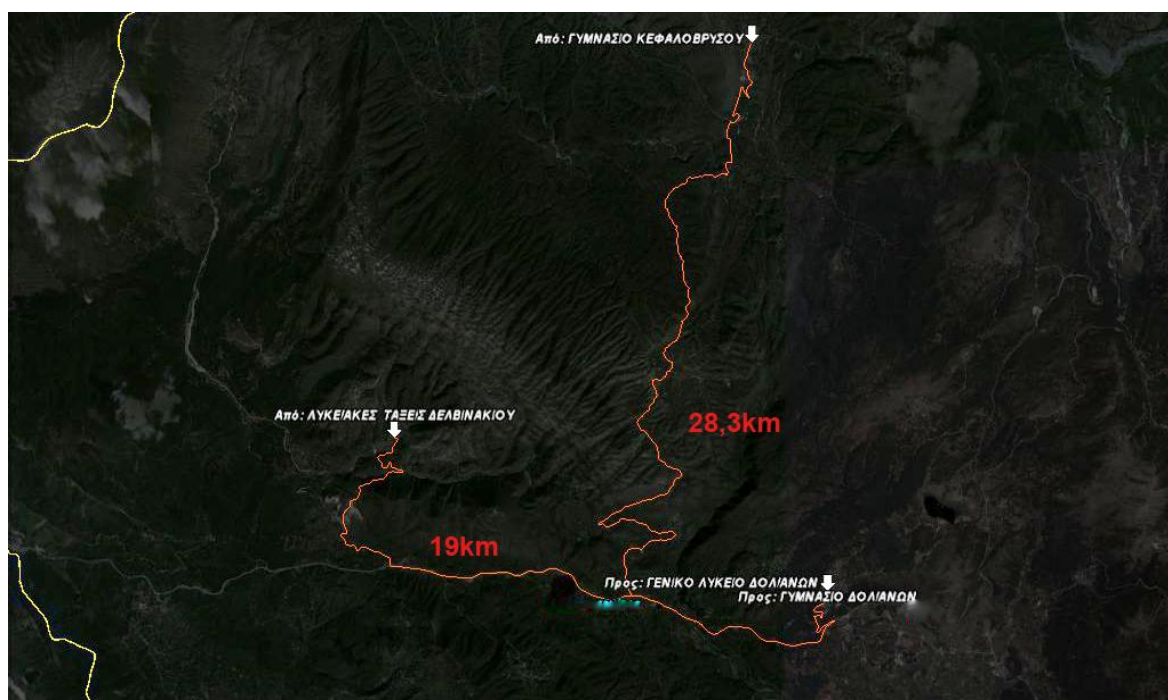 Από: ΓΥΜΝΑΣΙΟ ΚΕΦΑΛΟΒΡΥΣΟΥ
Από: ΛΥΚΕΙΑΚΕΣ ΤΑΞΕΙΣ ΔΕΛΒΙΝΑΚΙΟΥ
28,3km
19km
Προς: ΓΕΝΙΚΟ ΛΥΚΕΙΟ ΔΟΛΙΑΝΩΝ
Προς: ΓΥΜΝΑΣΙΟ ΔΟΛΙΑΝΩΝ